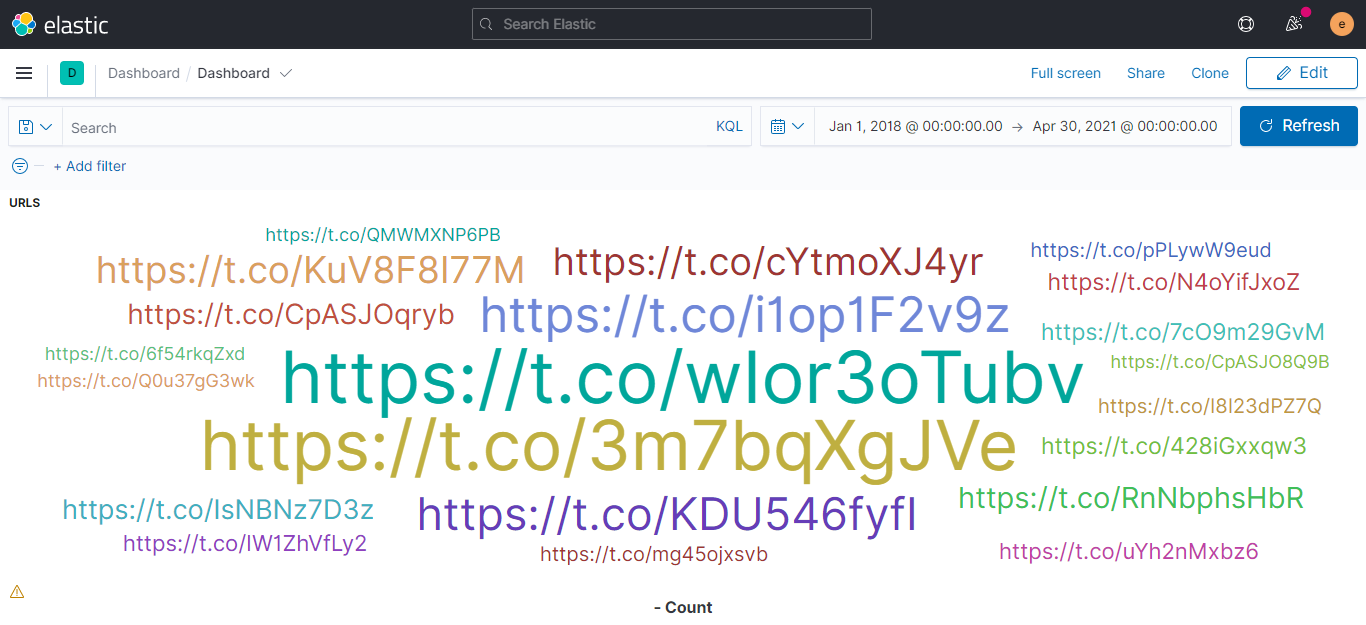 elastic
Search Elastic
e
D
Dashboard / Dashboard
Full screen
Share
Clone
Edit
Search
KQL
Jan 1, 2018 @ 00:00:00.00 → Apr 30, 2021 @ 00:00:00.00
Refresh
+ Add filter
URLS
https://t.co/QMWMXNP6PB
https://t.co/KuV8F8I77M
https://t.co/cYtmoXJ4yr
https://t.co/pPLywW9eud
https://t.co/N4oYifJxoZ
https://t.co/CpASJOqryb
https://t.co/i1op1F2v9z
https://t.co/7cO9m29GvM
https://t.co/6f54rkqZxd
https://t.co/CpASJO8Q9B
https://t.co/Q0u37gG3wk
https://t.co/wlor3oTubv
https://t.co/I8I23dPZ7Q
https://t.co/3m7bqXgJVe
https://t.co/428iGxxqw3
https://t.co/IsNBNz7D3z
https://t.co/KDU546fyfI
https://t.co/RnNbphsHbR
https://t.co/IW1ZhVfLy2
https://t.co/mg45ojxsvb
https://t.co/uYh2nMxbz6
- Count